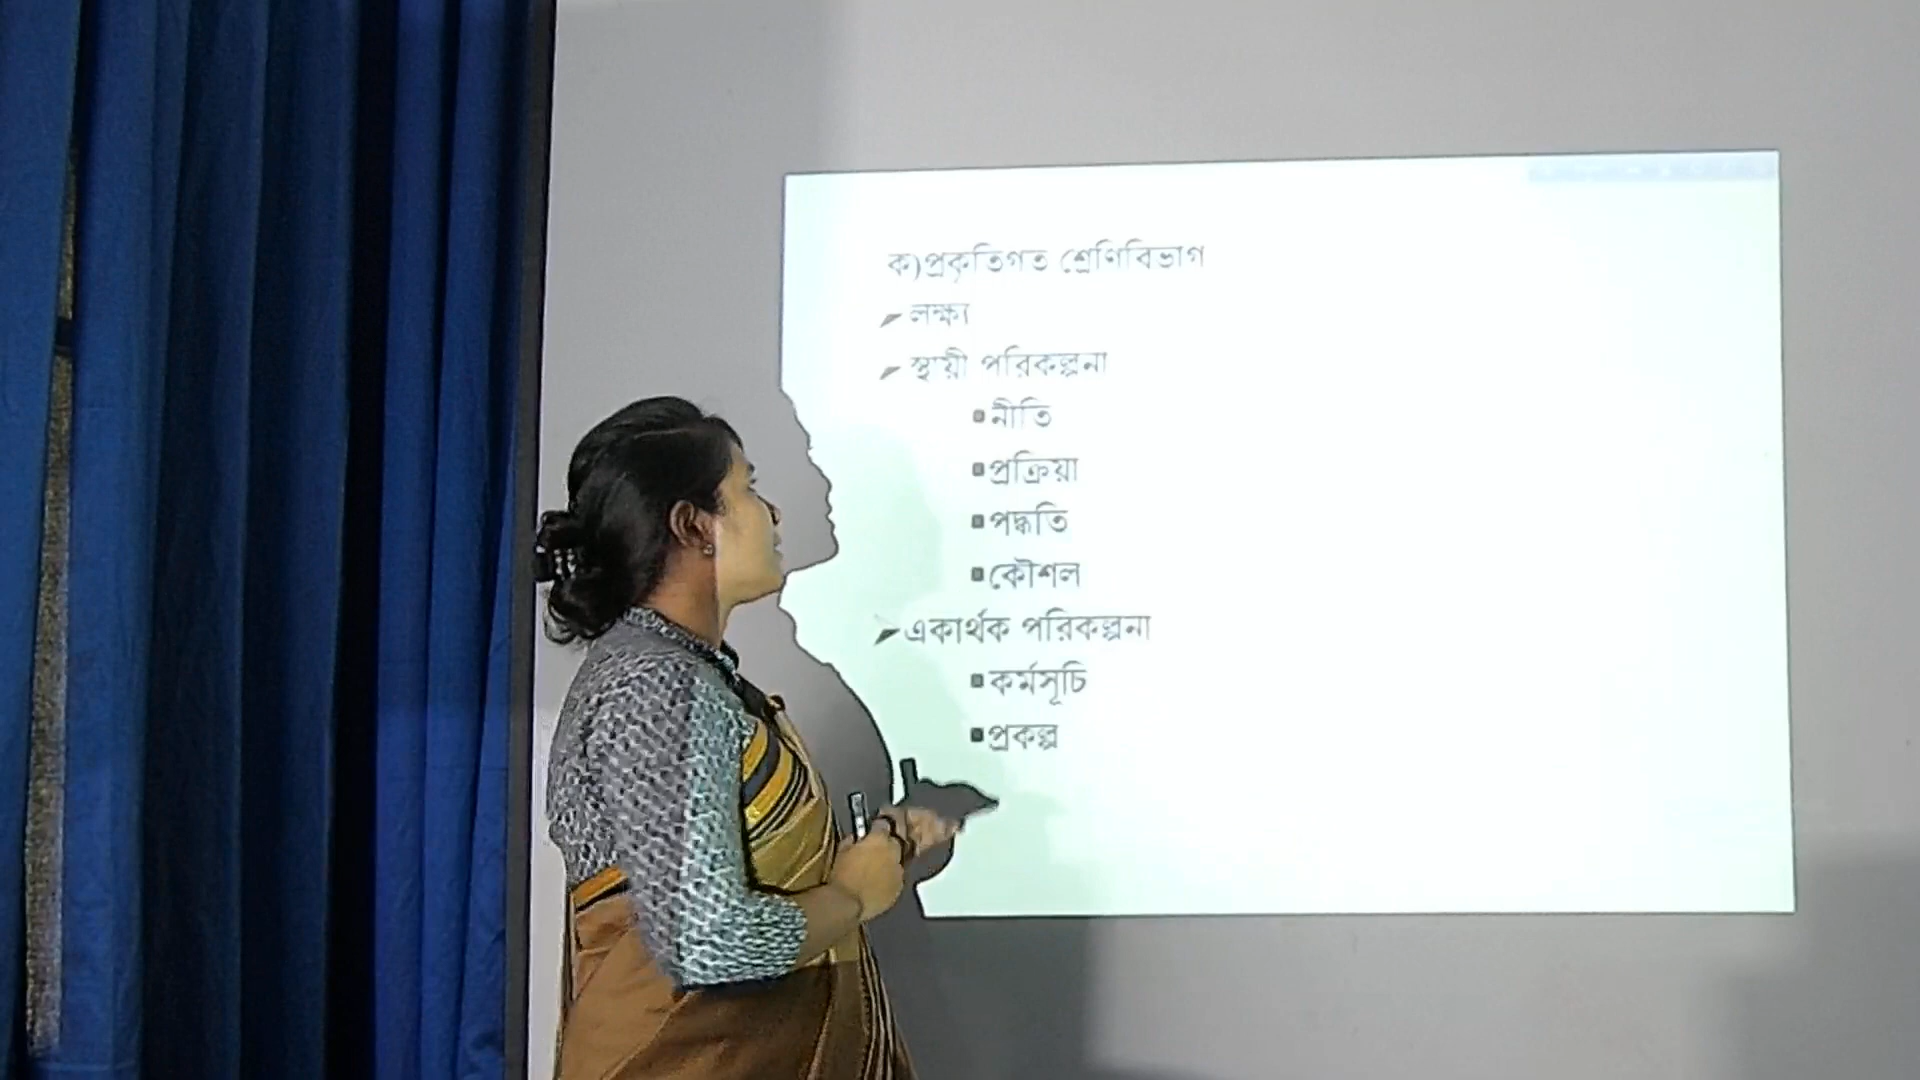 ক)প্রকৃতিগত শ্রেণিবিভাগ
➢ লক্ষ্য
➢ স্থায়ী পরিকল্পনা
▪নীতি
▪প্রক্রিয়া
▪পদ্ধতি
▪কৌশল
➢একার্থক পরিকল্পনা
▪কর্মসূচি
▪প্রকল্প